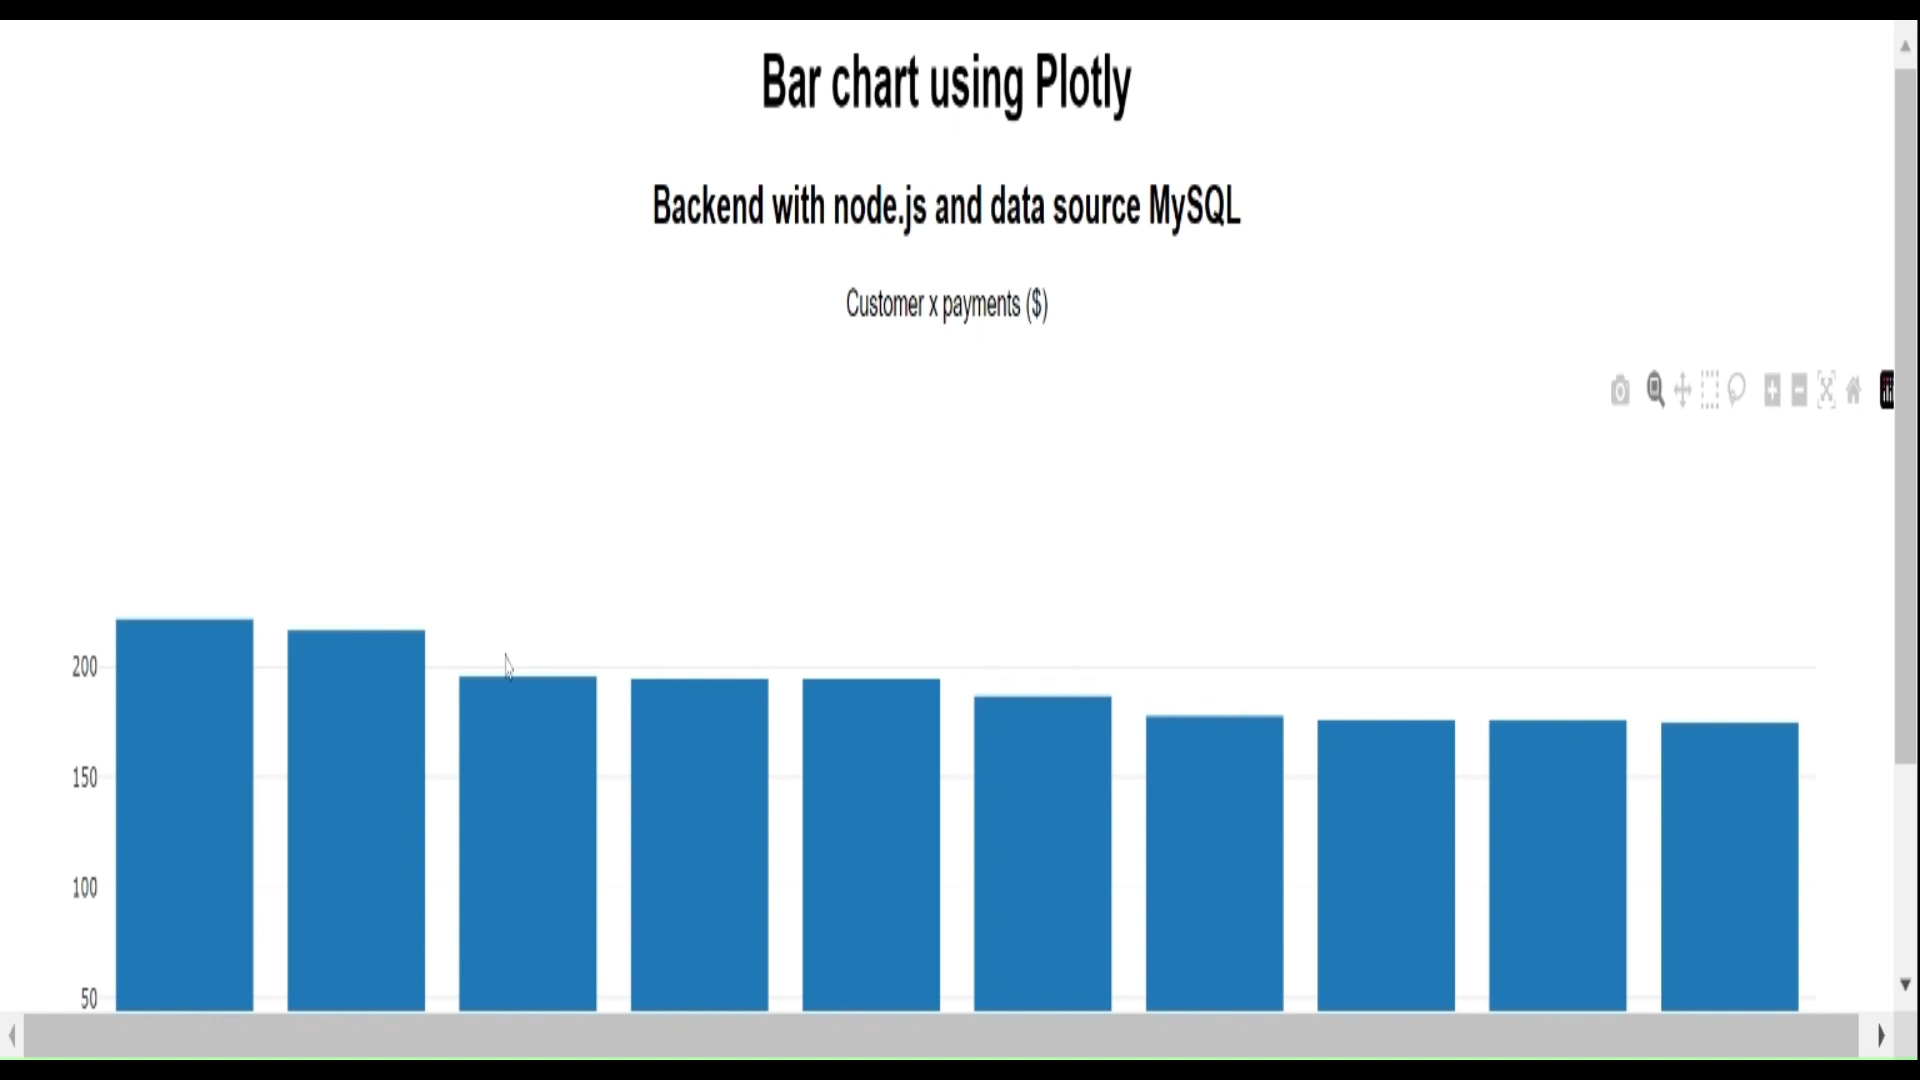 Bar chart using Plotly
Backend with node.js and data source MySQL
Customer x payments ($)
200
150
100
50